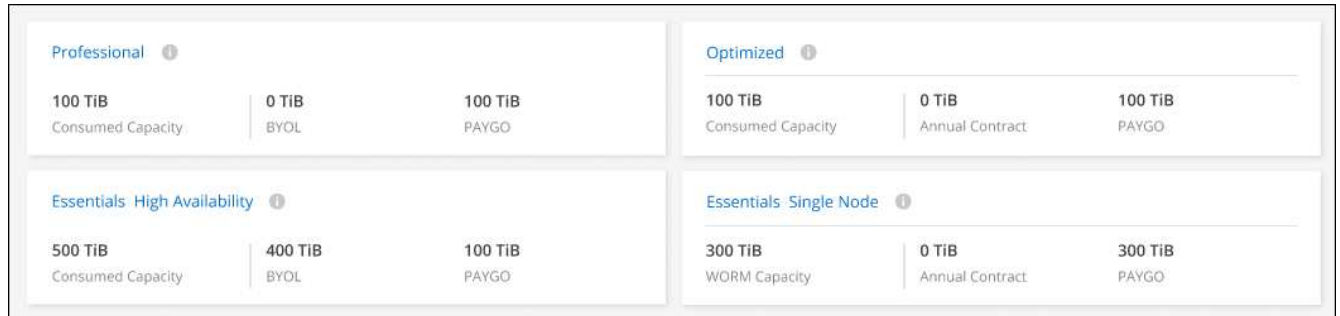 Professional
100 TiB 0 TiB 100 TiB
Consumed Capacity BYOL PAYGO
Optimized
100 TiB 0 TiB 100 TiB
Consumed Capacity Annual Contract PAYGO
Essentials High Availability
500 TiB 400 TiB 100 TiB
Consumed Capacity BYOL PAYGO
Essentials Single Node
300 TiB 0 TiB 300 TiB
WORM Capacity Annual Contract PAYGO